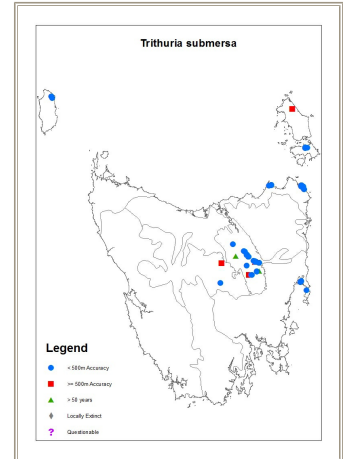 Trithuria submersa
Legend
< 500m Accuracy
>= 500m Accuracy
> 50 years
Locally Extinct
? Questionable